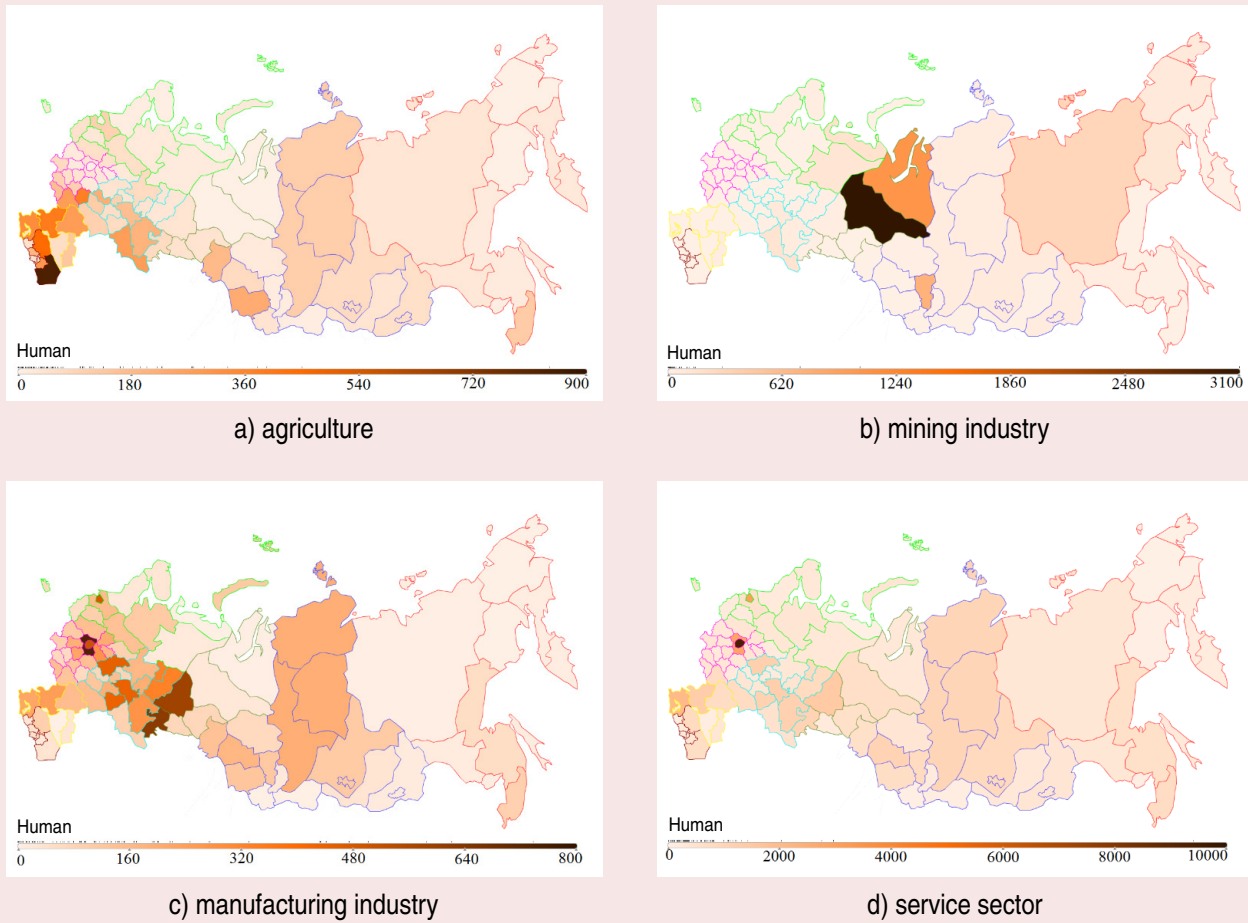 Human
0 180 360 540 720 900
a) agriculture
Human
0 620 1240 1860 2480 3100
b) mining industry
Human
0 160 320 480 640 800
c) manufacturing industry
Human
0 2000 4000 6000 8000 10000
d) service sector